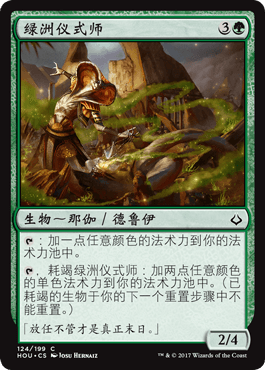 绿洲仪式师 3
生物～那伽／德鲁伊
：加一点任意颜色的法术力到你的法
术力池中。
，耗竭绿洲仪式师：加两点任意颜色
的单色法术力到你的法术力池中。（已
耗竭的生物于你的下一个重置步骤中不
能重置。）
「放任不管才是真正末日。」
2/4
124/199 C
HOU • CS JOSU HERNAIZ
™ & © 2017 Wizards of the Coast